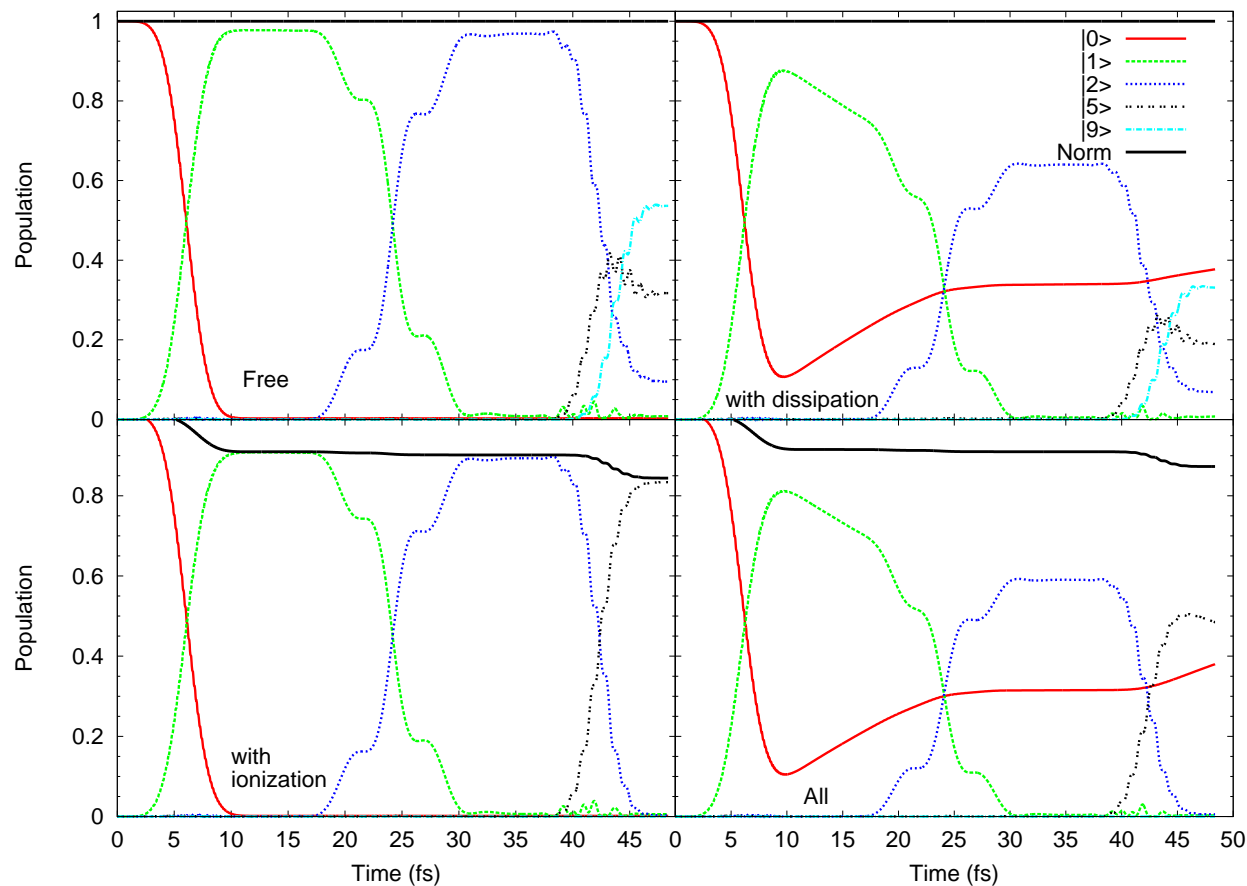 1
0.8
0.6
0.4
0.2
0
Population
Free
|0>
|1>
|2>
|5>
|9>
Norm
with dissipation
0.8
0.6
0.4
0.2
0
Population
with
ionization
All
0 5 10 15 20 25 30 35 40 45
0 5 10 15 20 25 30 35 40 45 50
Time (fs)
Time (fs)